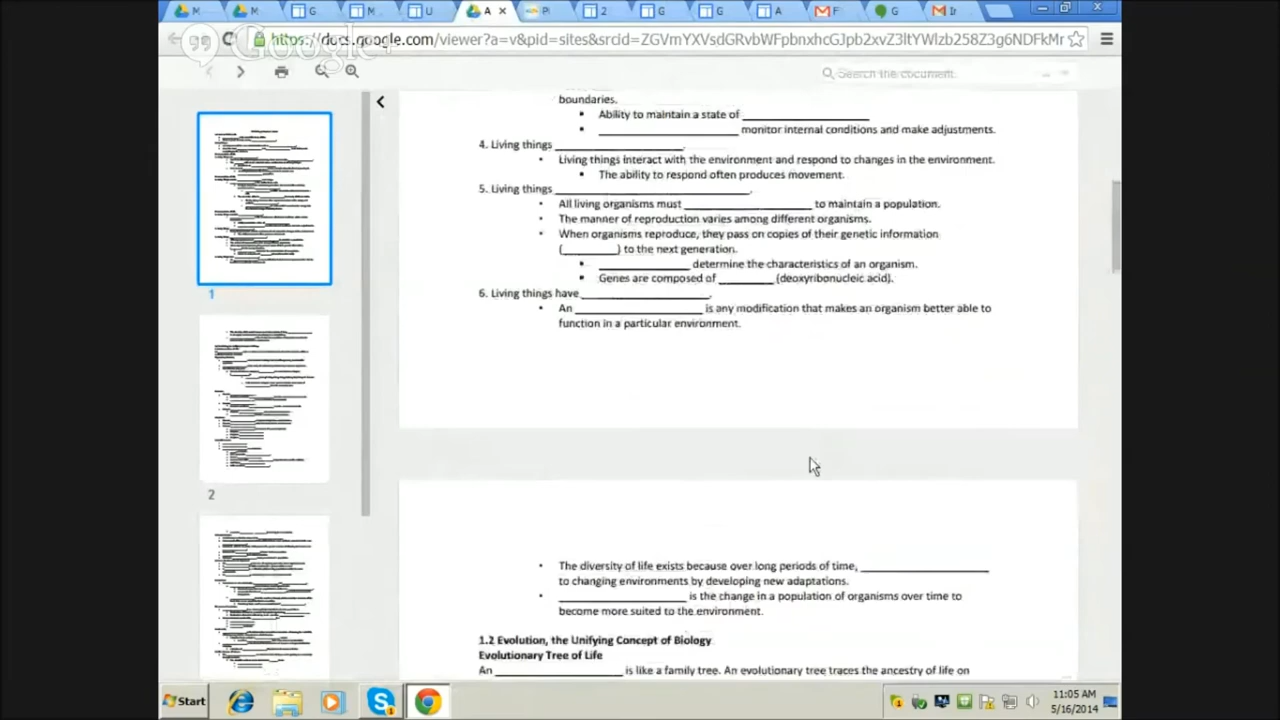 M
M
G
M
U
A
2
G
G
A
F
G
https://docs.google.com/viewer?a=v&pid=sites&srcid=ZGVmYXVsdGRvbWFpbnxhcGJpb2xvZ3ltYWlzb258Z3g6NDFkMr
Google+
Search the document.
boundaries.
Ability to maintain a state of ____________________
______________________ monitor internal conditions and make adjustments.
4. Living things ____________________.
Living things interact with the environment and respond to changes in the environment.
The ability to respond often produces movement.
5. Living things ______________________________.
All living organisms must ____________________ to maintain a population.
The manner of reproduction varies among different organisms.
When organisms reproduce, they pass on copies of their genetic information
(_________) to the next generation.
______________ determine the characteristics of an organism.
Genes are composed of ________ (deoxyribonucleic acid).
6. Living things have ____________________.
An ____________________ is any modification that makes an organism better able to
function in a particular environment.
The diversity of life exists because over long periods of time, ____________________
to changing environments by developing new adaptations.
____________________ is the change in a population of organisms over time to
become more suited to the environment.
1.2 Evolution, the Unifying Concept of Biology
Evolutionary Tree of Life
An ____________________ is like a family tree. An evolutionary tree traces the ancestry of life on
1
2
Start
11:05 AM
5/16/2014